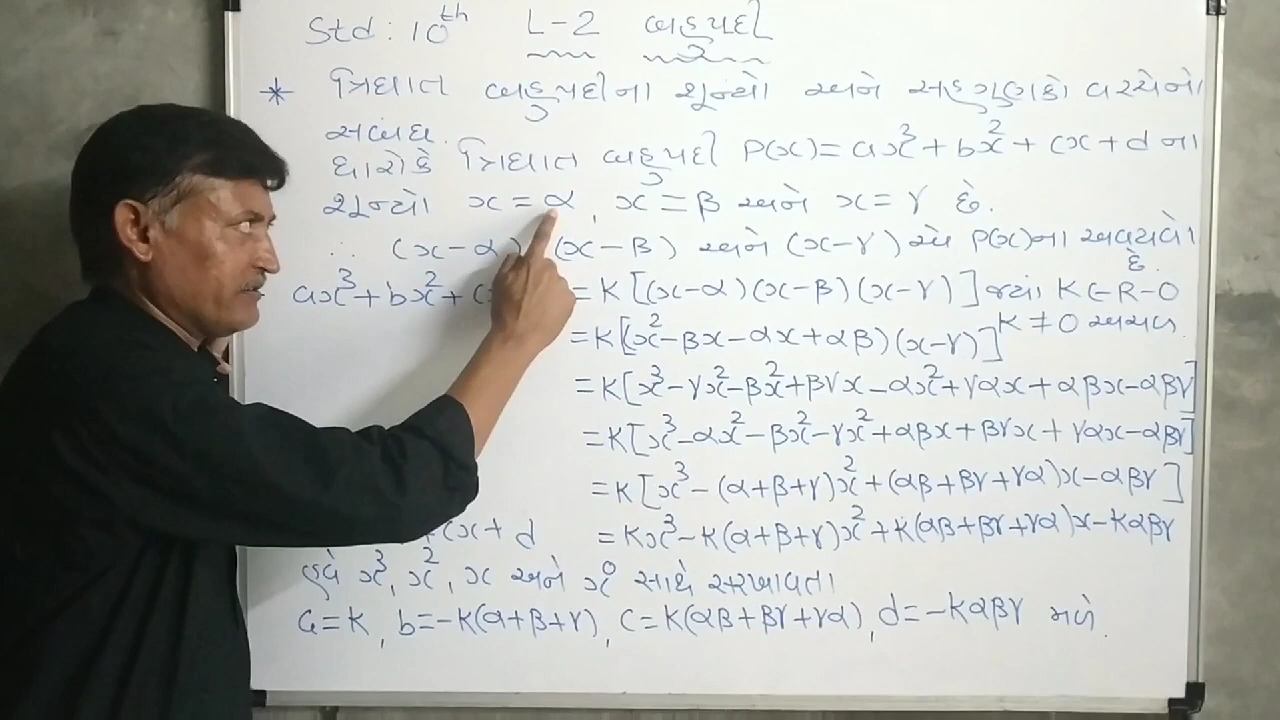 Std: 10th L-2 બહુપદી
* ત્રિઘાત બહુપદીના શૂન્યો અને સહગુણકો વચ્ચેનો
સંબંધ.
ધારોકે ત્રિઘાત બહુપદી P(x)=ax³+bx²+cx+d ના
શૂન્યો x=α, x=β અને x=γ છે.
∴ (x-α) (x-β) અને (x-γ) એ P(x)ના અવયવો
છે.
ax³+bx²+c =K[(x-α)(x-β)(x-γ)] જ્યાં K∈R-0
=K[(x²-βx-αx+αβ)(x-γ)] K≠0 અચળ
=K[x³-γx²-βx²+βγx-αx²+γαx+αβx-αβγ]
=K[x³-αx²-βx²-γx²+αβx+βγx+γαx-αβγ]
=K[x³-(α+β+γ)x²+(αβ+βγ+γα)x-αβγ]
cx+d =Kx³-K(α+β+γ)x²+K(αβ+βγ+γα)x-Kαβγ
હવે x³, x², x અને x⁰ સાથે સરખાવતા
a=K, b=-K(α+β+γ), c=K(αβ+βγ+γα), d=-Kαβγ મળે.